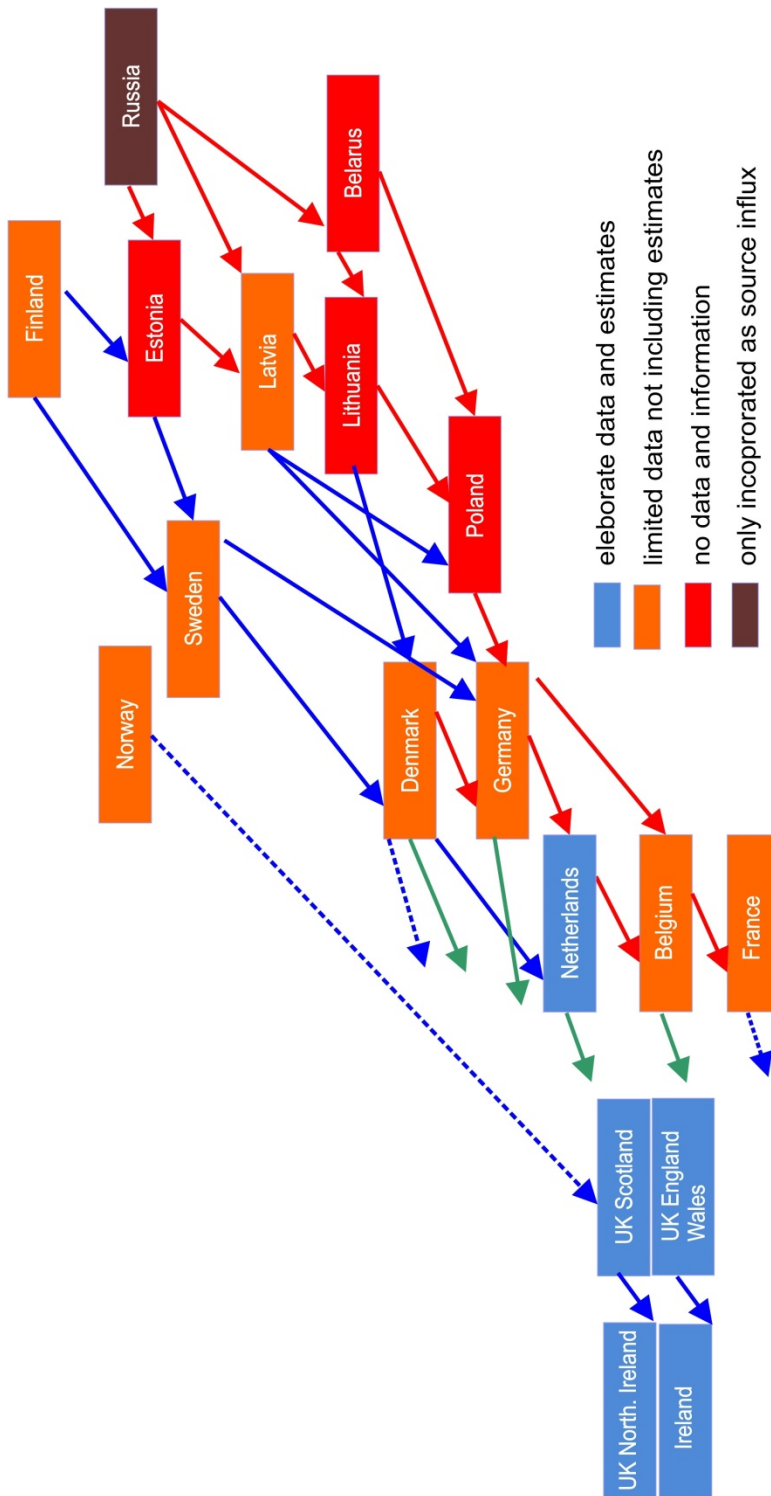 Finland
Russia
Norway
Sweden
Estonia
Latvia
Belarus
Lithuania
Denmark
Germany
Poland
Netherlands
Belgium
France
UK Scotland
UK England
Wales
UK North. Ireland
Ireland
eleborate data and estimates
limited data not including estimates
no data and information
only incoprorated as source influx